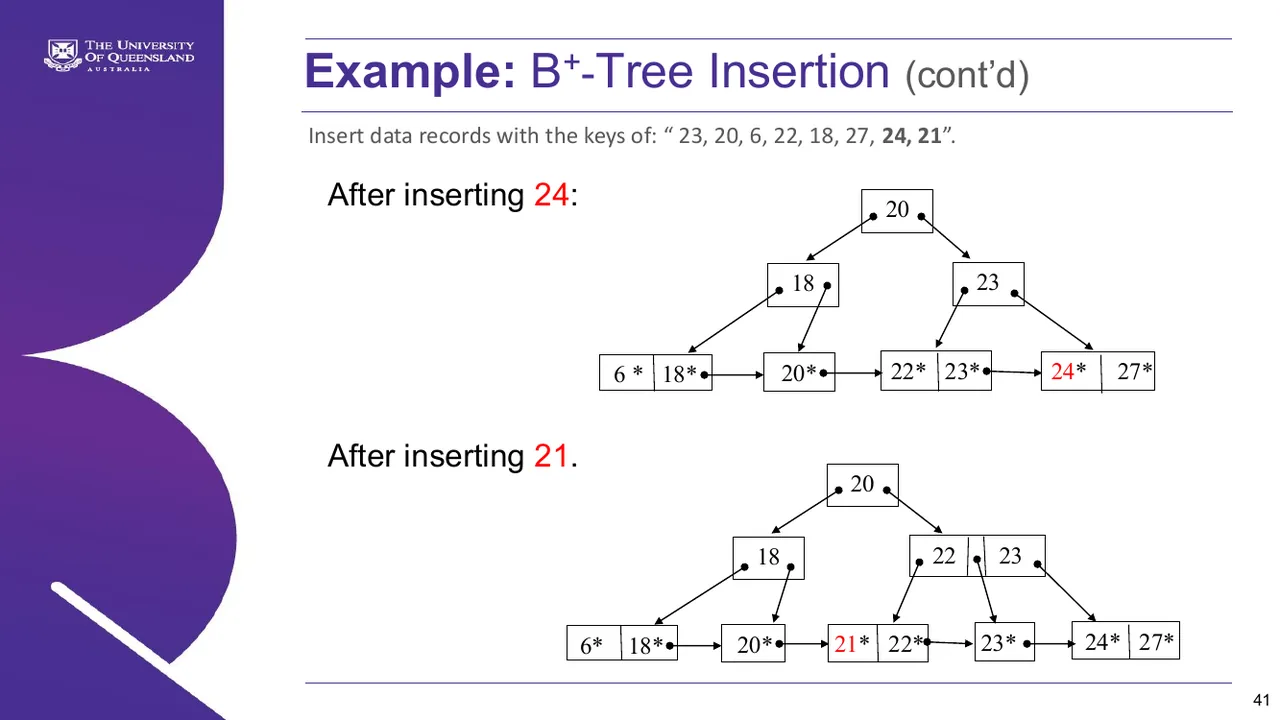 THE UNIVERSITY
OF QUEENSLAND
AUSTRALIA
Example: B+-Tree Insertion (cont’d)
Insert data records with the keys of: “ 23, 20, 6, 22, 18, 27, 24, 21”.
After inserting 24:
20
18 23
6 * 18* 20* 22* 23* 24* 27*
After inserting 21.
20
18 22 23
6* 18* 20* 21* 22* 23* 24* 27*
41